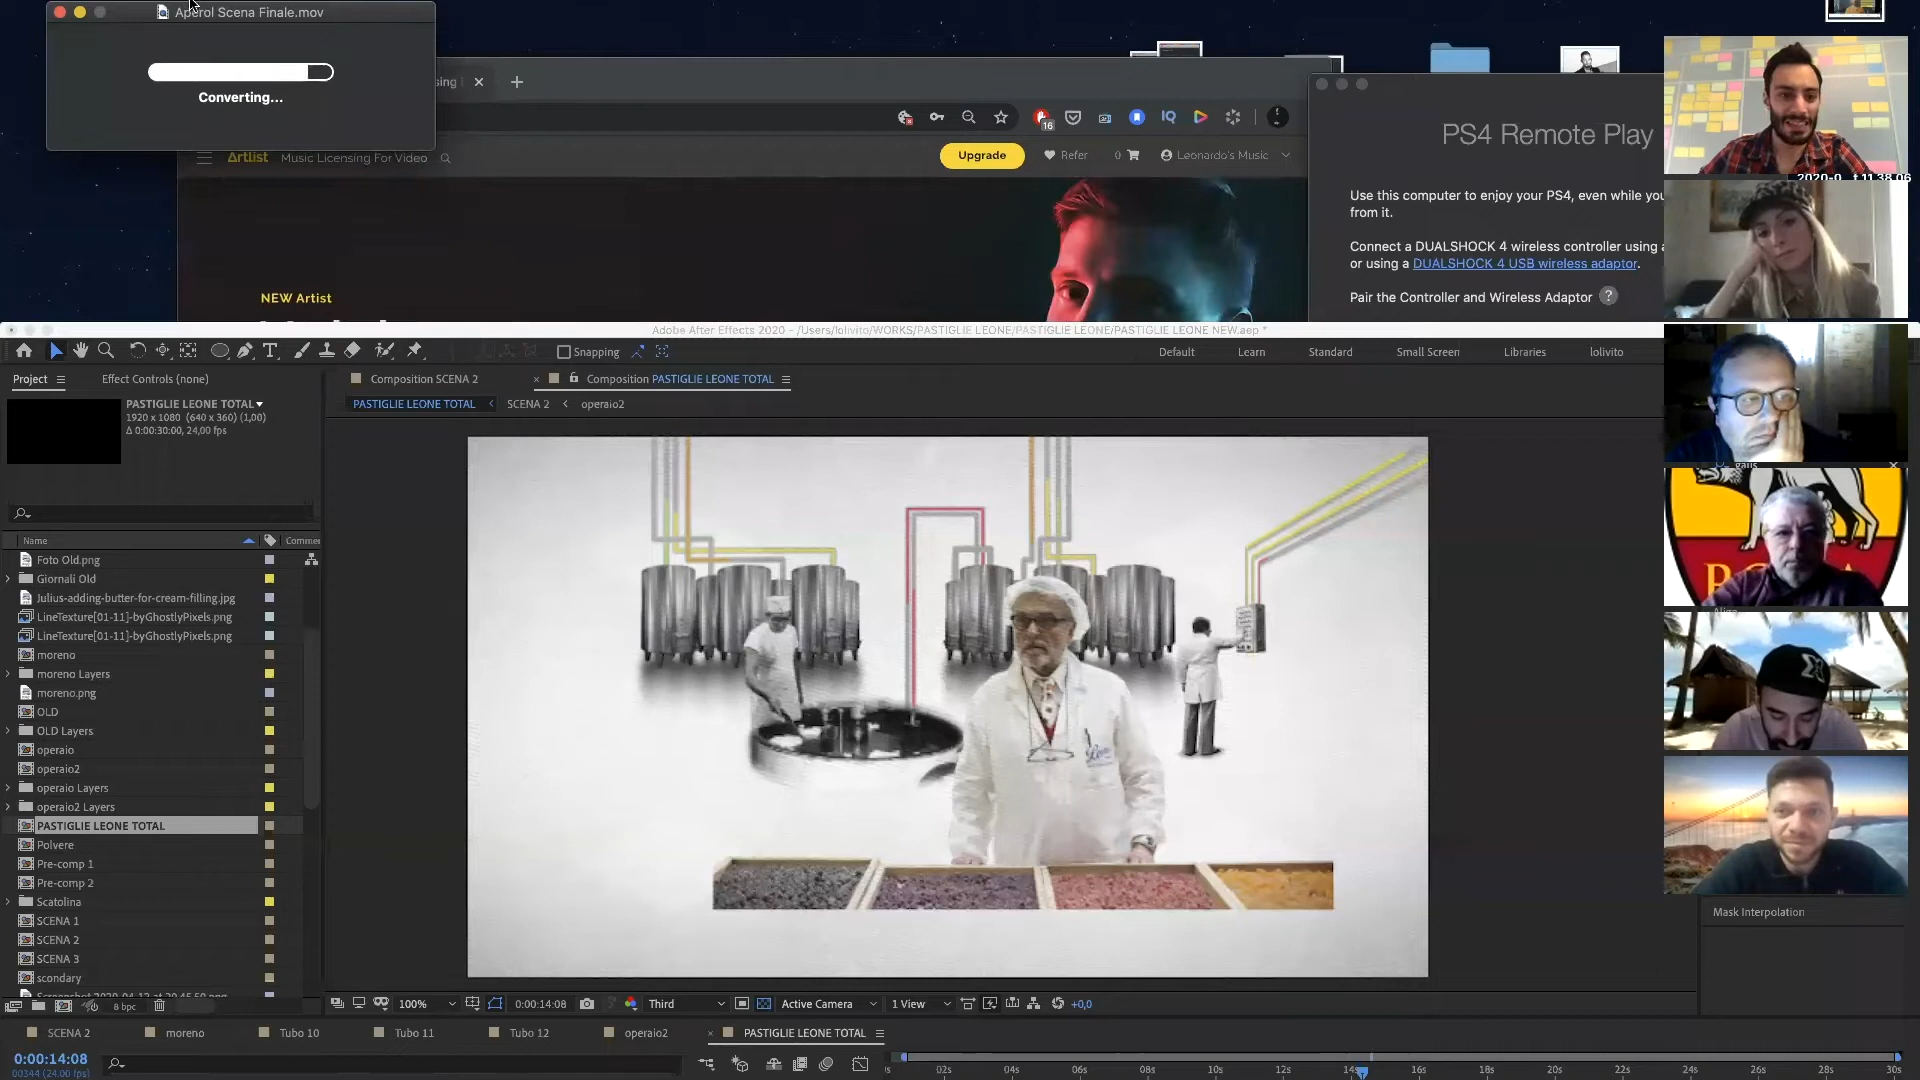 Aperol Scena Finale.mov
Converting...
sing
16
Artlist Music Licensing For Video
Upgrade
Refer
0
Leonardo's Music
NEW Artist
PS4 Remote Play
Use this computer to enjoy your PS4, even while you
from it.
Connect a DUALSHOCK 4 wireless controller using a
or using a DUALSHOCK 4 USB wireless adaptor.
Pair the Controller and Wireless Adaptor ?
Adobe After Effects 2020 - /Users/lolivito/WORKS/PASTIGLIE LEONE/PASTIGLIE LEONE/PASTIGLIE LEONE NEW.aep *
Snapping
Default Learn Standard Small Screen Libraries lolivito
Project Effect Controls (none)
Composition SCENA 2 × Composition PASTIGLIE LEONE TOTAL
PASTIGLIE LEONE TOTAL < SCENA 2 < operaio2
PASTIGLIE LEONE TOTAL
1920 x 1080 (640 x 360) (1,00)
Δ 0:00:30:00, 24,00 fps
Name Commen
Foto Old.png
Giornali Old
Julius-adding-butter-for-cream-filling.jpg
LineTexture[01-11]-byGhostlyPixels.png
LineTexture[01-11]-byGhostlyPixels.png
moreno
moreno Layers
moreno.png
OLD
OLD Layers
operaio
operaio2
operaio Layers
operaio2 Layers
PASTIGLIE LEONE TOTAL
Polvere
Pre-comp 1
Pre-comp 2
Scatolina
SCENA 1
SCENA 2
SCENA 3
scondary
8 bpc
100% 0:00:14:08 Third Active Camera 1 View +0,0
Mask Interpolation
SCENA 2 moreno Tubo 10 Tubo 11 Tubo 12 operaio2 × PASTIGLIE LEONE TOTAL
0:00:14:08
00344 (24.00 fps)
02s 04s 06s 08s 10s 12s 14s 16s 18s 20s 22s 24s 26s 28s 30s